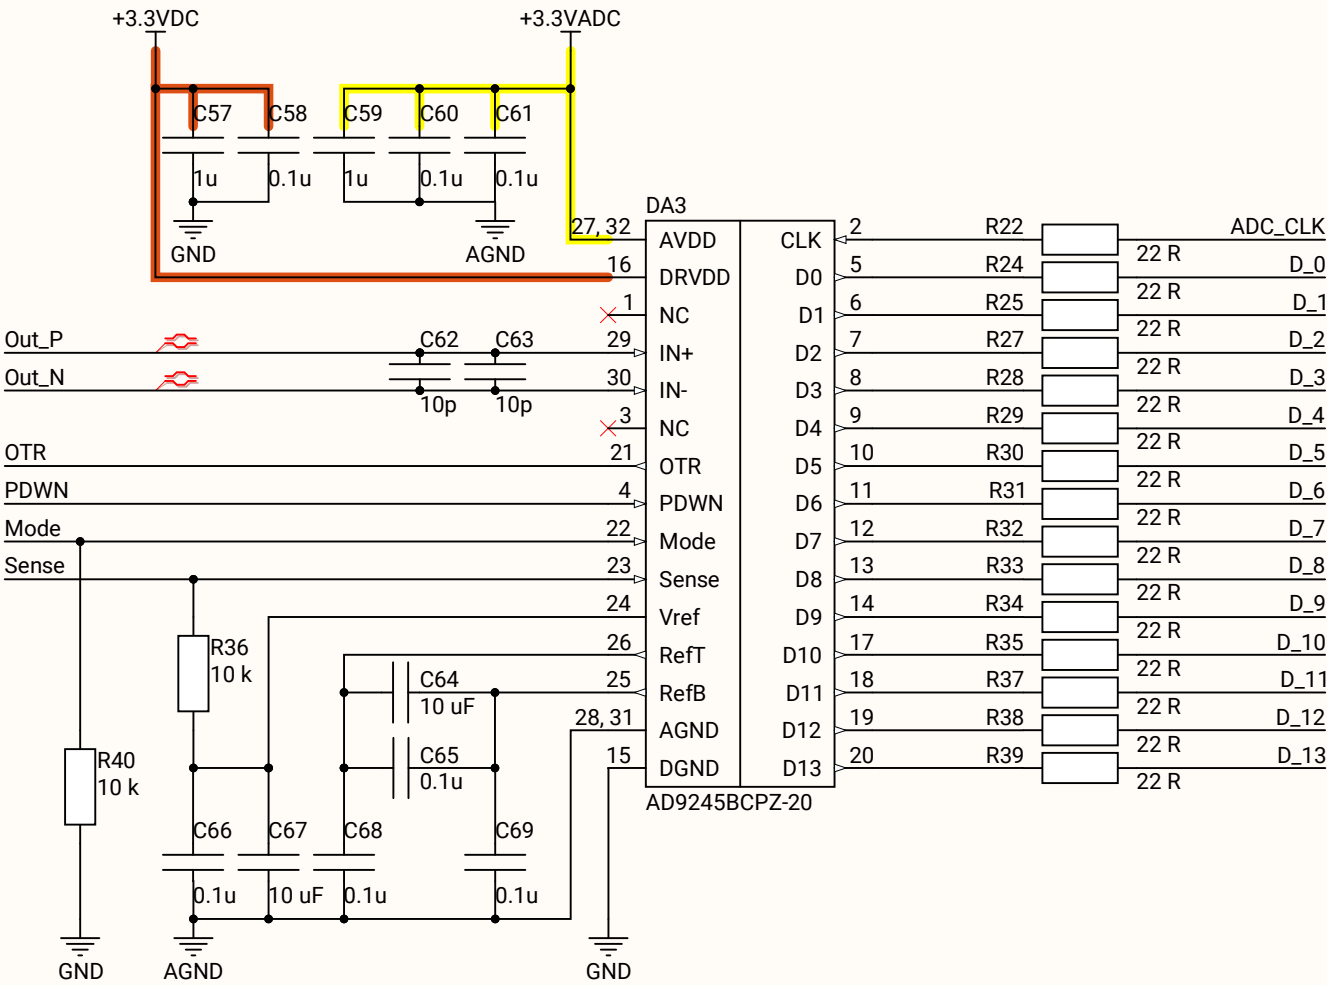 +3.3VDC
+3.3VADC
C57
C58
C59
C60
C61
1u
0.1u
1u
0.1u
0.1u
GND
AGND
DA3
27, 32
AVDD
CLK
2
R22
22 R
ADC_CLK
16
DRVDD
D0
5
R24
22 R
D_0
1
NC
D1
6
R25
22 R
D_1
Out_P
C62
C63
29
IN+
D2
7
R27
22 R
D_2
Out_N
10p
10p
30
IN-
D3
8
R28
22 R
D_3
3
NC
D4
9
R29
22 R
D_4
OTR
21
OTR
D5
10
R30
22 R
D_5
PDWN
4
PDWN
D6
11
R31
22 R
D_6
Mode
22
Mode
D7
12
R32
22 R
D_7
Sense
23
Sense
D8
13
R33
22 R
D_8
24
Vref
D9
14
R34
22 R
D_9
R36
10 k
26
RefT
D10
17
R35
22 R
D_10
C64
10 uF
25
RefB
D11
18
R37
22 R
D_11
28, 31
AGND
D12
19
R38
22 R
D_12
R40
10 k
C65
0.1u
15
DGND
D13
20
R39
22 R
D_13
AD9245BCPZ-20
C66
C67
C68
C69
0.1u
10 uF
0.1u
0.1u
GND
AGND
GND